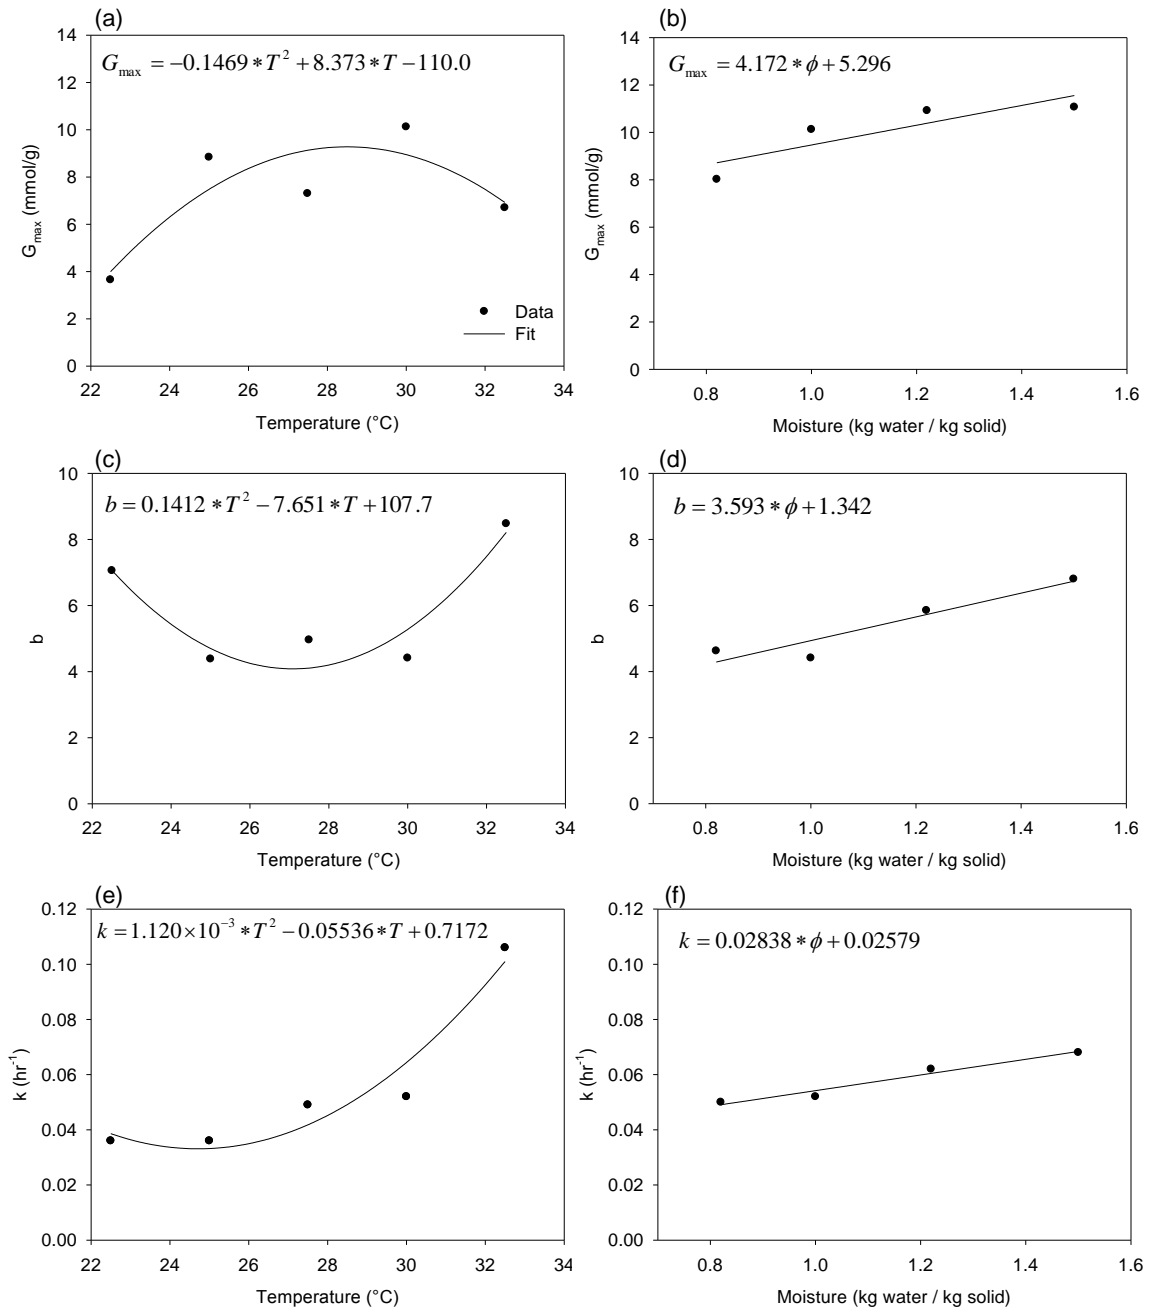 (a)
14
12
10
8
6
4
2
0
G_max = −0.1469 * T² + 8.373 * T − 110.0
G_max (mmol/g)
Data
Fit
22 24 26 28 30 32 34
Temperature (°C)
(b)
14
12
10
8
6
4
2
0
G_max = 4.172 * ϕ + 5.296
G_max (mmol/g)
0.8 1.0 1.2 1.4 1.6
Moisture (kg water / kg solid)
(c)
10
8
6
4
2
0
b = 0.1412 * T² − 7.651 * T + 107.7
b
22 24 26 28 30 32 34
Temperature (°C)
(d)
10
8
6
4
2
0
b = 3.593 * ϕ + 1.342
b
0.8 1.0 1.2 1.4 1.6
Moisture (kg water / kg solid)
(e)
0.12
0.10
0.08
0.06
0.04
0.02
0.00
k = 1.120×10⁻³ * T² − 0.05536 * T + 0.7172
k (hr⁻¹)
22 24 26 28 30 32 34
Temperature (°C)
(f)
0.12
0.10
0.08
0.06
0.04
0.02
0.00
k = 0.02838 * ϕ + 0.02579
k (hr⁻¹)
0.8 1.0 1.2 1.4 1.6
Moisture (kg water / kg solid)